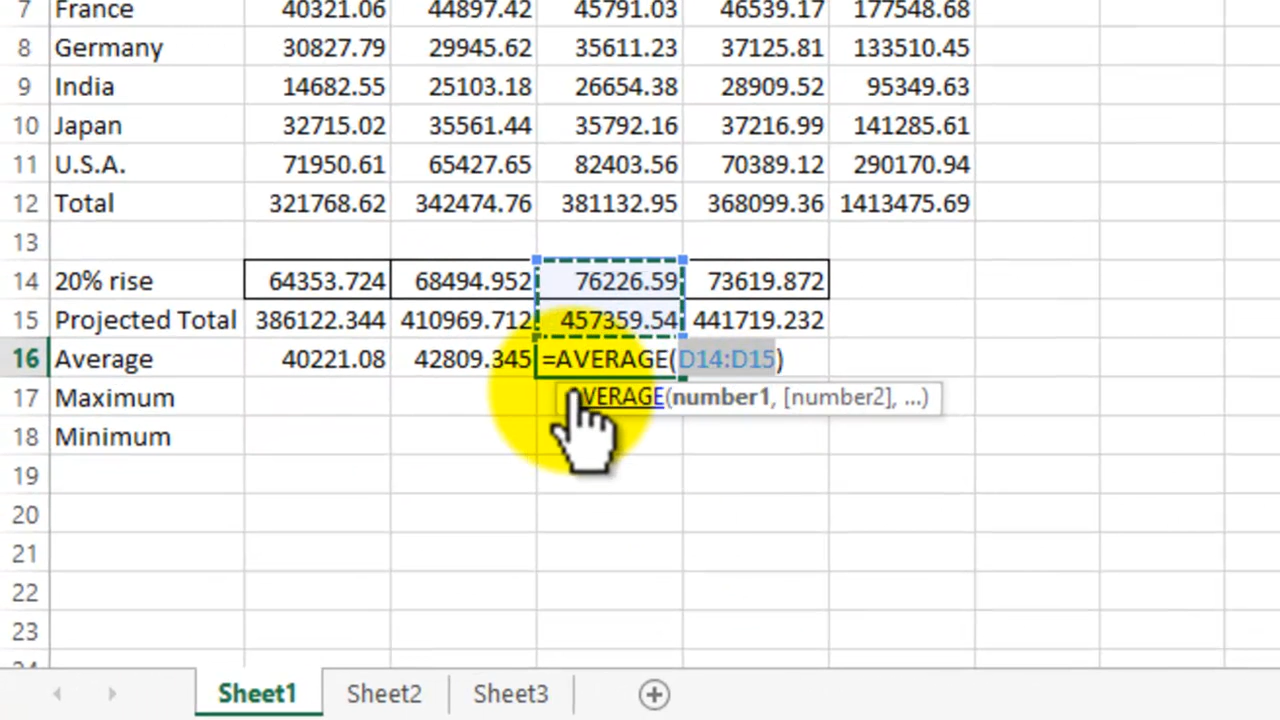 7 France 40321.06 44897.42 45791.03 46539.17 177548.68
8 Germany 30827.79 29945.62 35611.23 37125.81 133510.45
9 India 14682.55 25103.18 26654.38 28909.52 95349.63
10 Japan 32715.02 35561.44 35792.16 37216.99 141285.61
11 U.S.A. 71950.61 65427.65 82403.56 70389.12 290170.94
12 Total 321768.62 342474.76 381132.95 368099.36 1413475.69
13
14 20% rise 64353.724 68494.952 76226.59 73619.872
15 Projected Total 386122.344 410969.712 457359.54 441719.232
16 Average 40221.08 42809.345 =AVERAGE(D14:D15)
17 Maximum AVERAGE(number1, [number2], ...)
18 Minimum
19
20
21
22
23
24
Sheet1 Sheet2 Sheet3